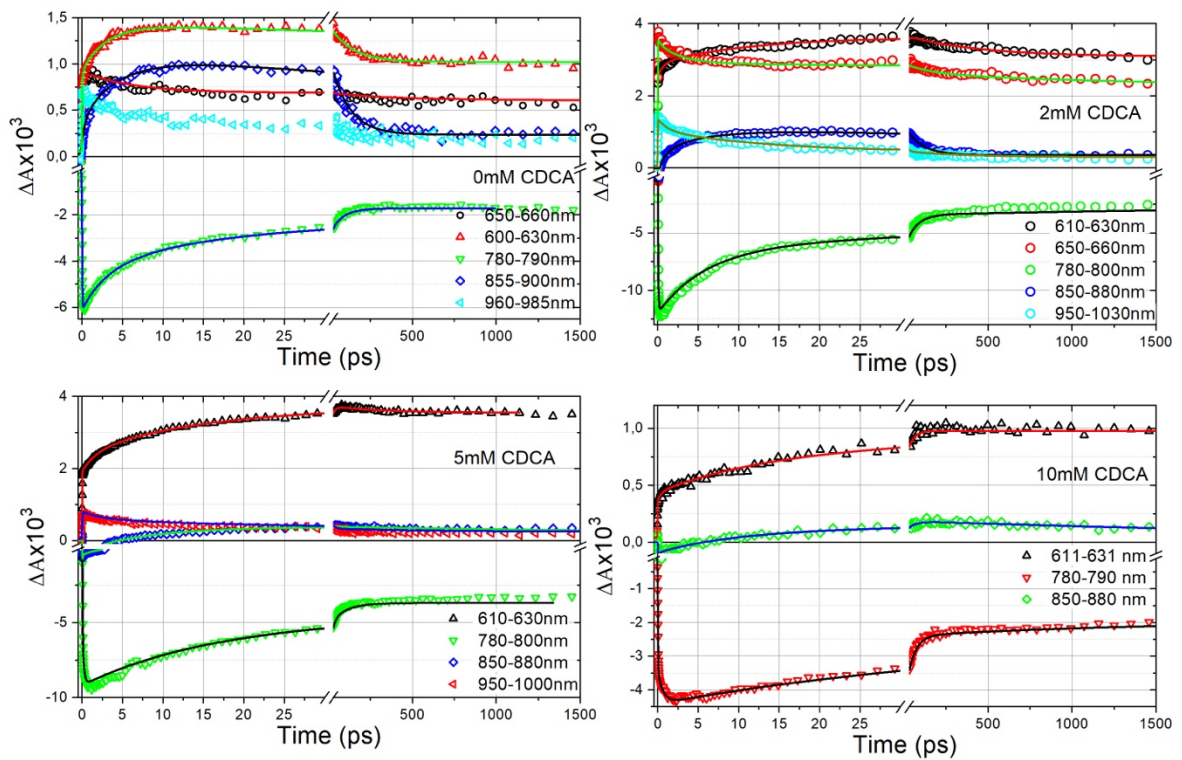 1,5
1,0
0,5
0,0
-2
-4
-6
ΔAx10³
0mM CDCA
650-660nm
600-630nm
780-790nm
855-900nm
960-985nm
0 5 10 15 20 25 500 1000 1500
Time (ps)
4
2
0
-5
-10
ΔAx10³
2mM CDCA
610-630nm
650-660nm
780-800nm
850-880nm
950-1030nm
0 5 10 15 20 25 500 1000 1500
Time (ps)
4
2
0
-5
-10
ΔAx10³
5mM CDCA
610-630nm
780-800nm
850-880nm
950-1000nm
0 5 10 15 20 25 500 1000 1500
Time (ps)
1,0
0,5
0,0
-1
-2
-3
-4
ΔAx10³
10mM CDCA
611-631 nm
780-790 nm
850-880 nm
0 5 10 15 20 25 500 1000 1500
Time (ps)